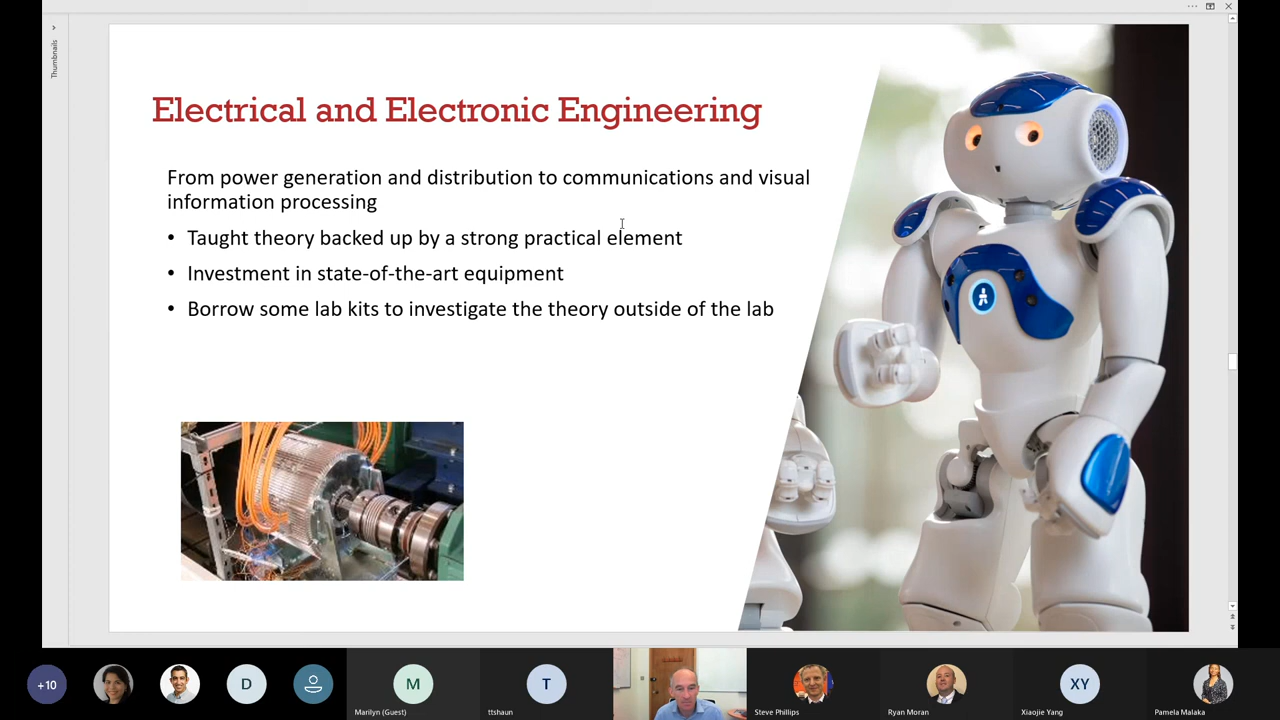 Thumbnails
Electrical and Electronic Engineering
From power generation and distribution to communications and visual
information processing
• Taught theory backed up by a strong practical element
• Investment in state-of-the-art equipment
• Borrow some lab kits to investigate the theory outside of the lab
+10
D
M
Marilyn (Guest)
T
ttshaun
Steve Phillips
Ryan Moran
XY
Xiaojie Yang
Pamela Malaka